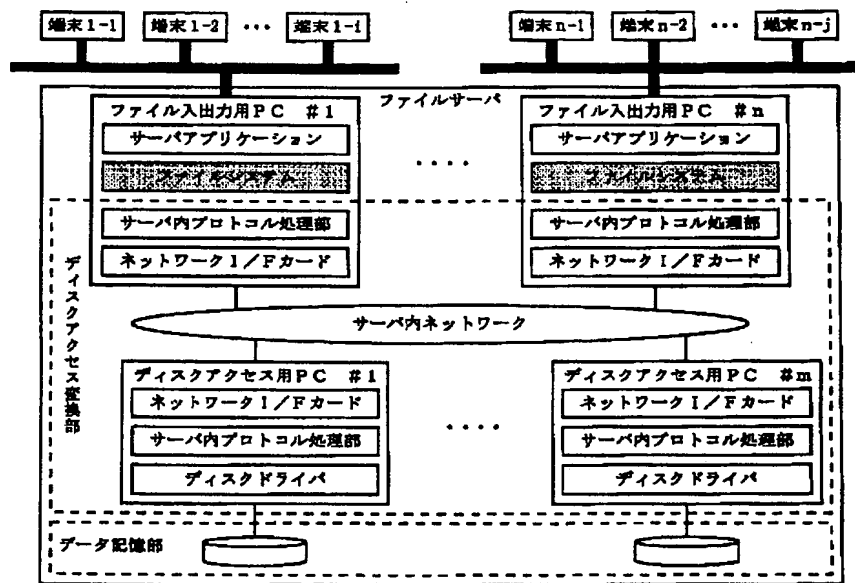 端末1-1 端末1-2 ・・・ 端末1-i 端末n-1 端末n-2 ・・・ 端末n-j
ファイルサーバ
ファイル入出力用PC #1 ファイル入出力用PC #n
サーバアプリケーション サーバアプリケーション
ファイルシステム ・・・・ ファイルシステム
サーバ内プロトコル処理部 サーバ内プロトコル処理部
ネットワークI/Fカード ネットワークI/Fカード
ディスクアクセス変換部
サーバ内ネットワーク
ディスクアクセス用PC #1 ディスクアクセス用PC #m
ネットワークI/Fカード ネットワークI/Fカード
サーバ内プロトコル処理部 ・・・・ サーバ内プロトコル処理部
ディスクドライバ ディスクドライバ
データ記憶部